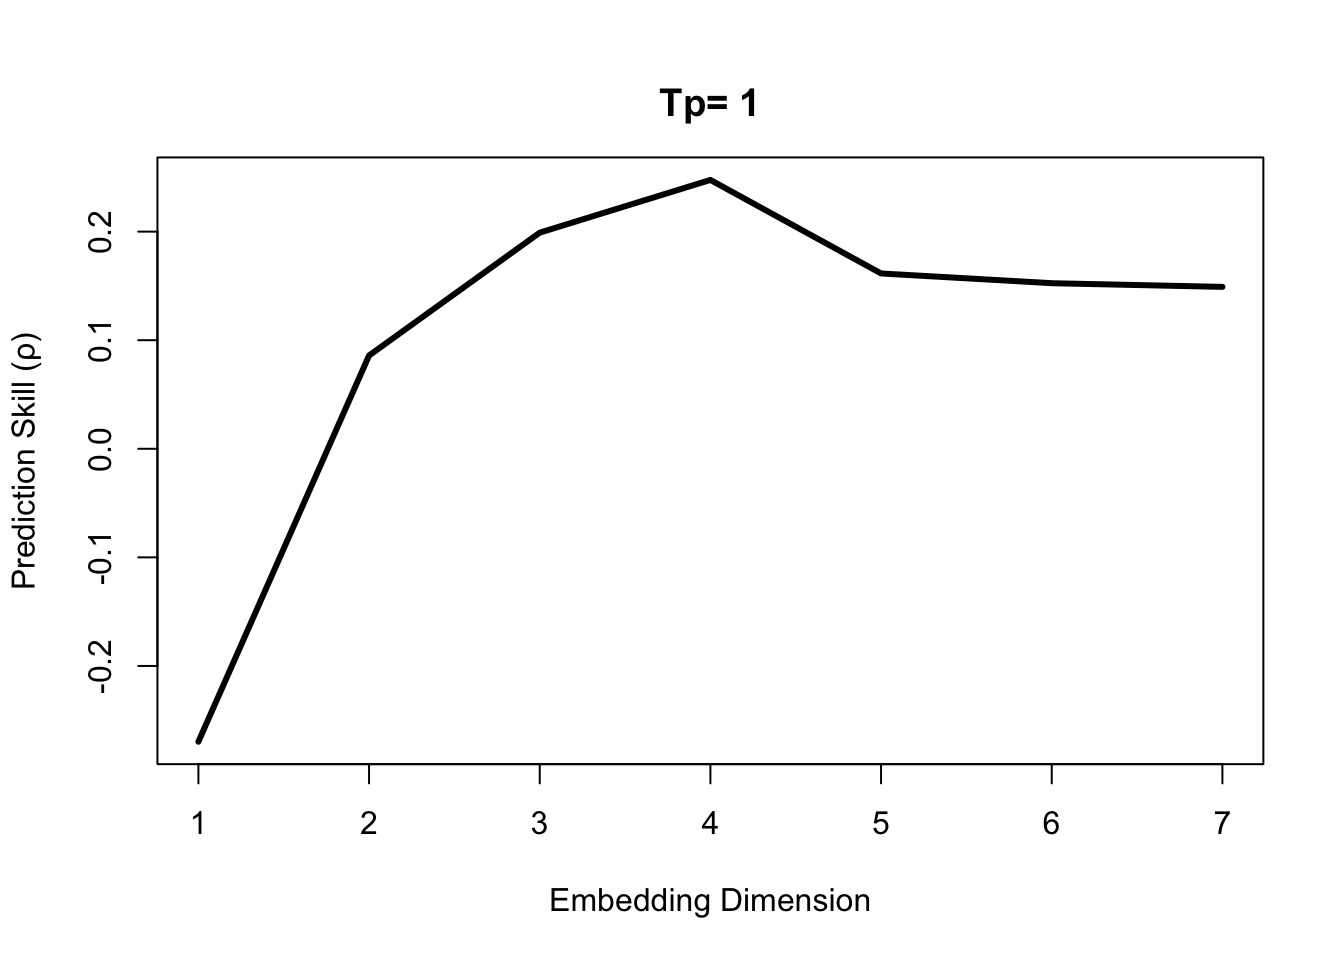 Tp= 1
Prediction Skill (ρ)
0.2
0.1
0.0
-0.1
-0.2
1 2 3 4 5 6 7
Embedding Dimension